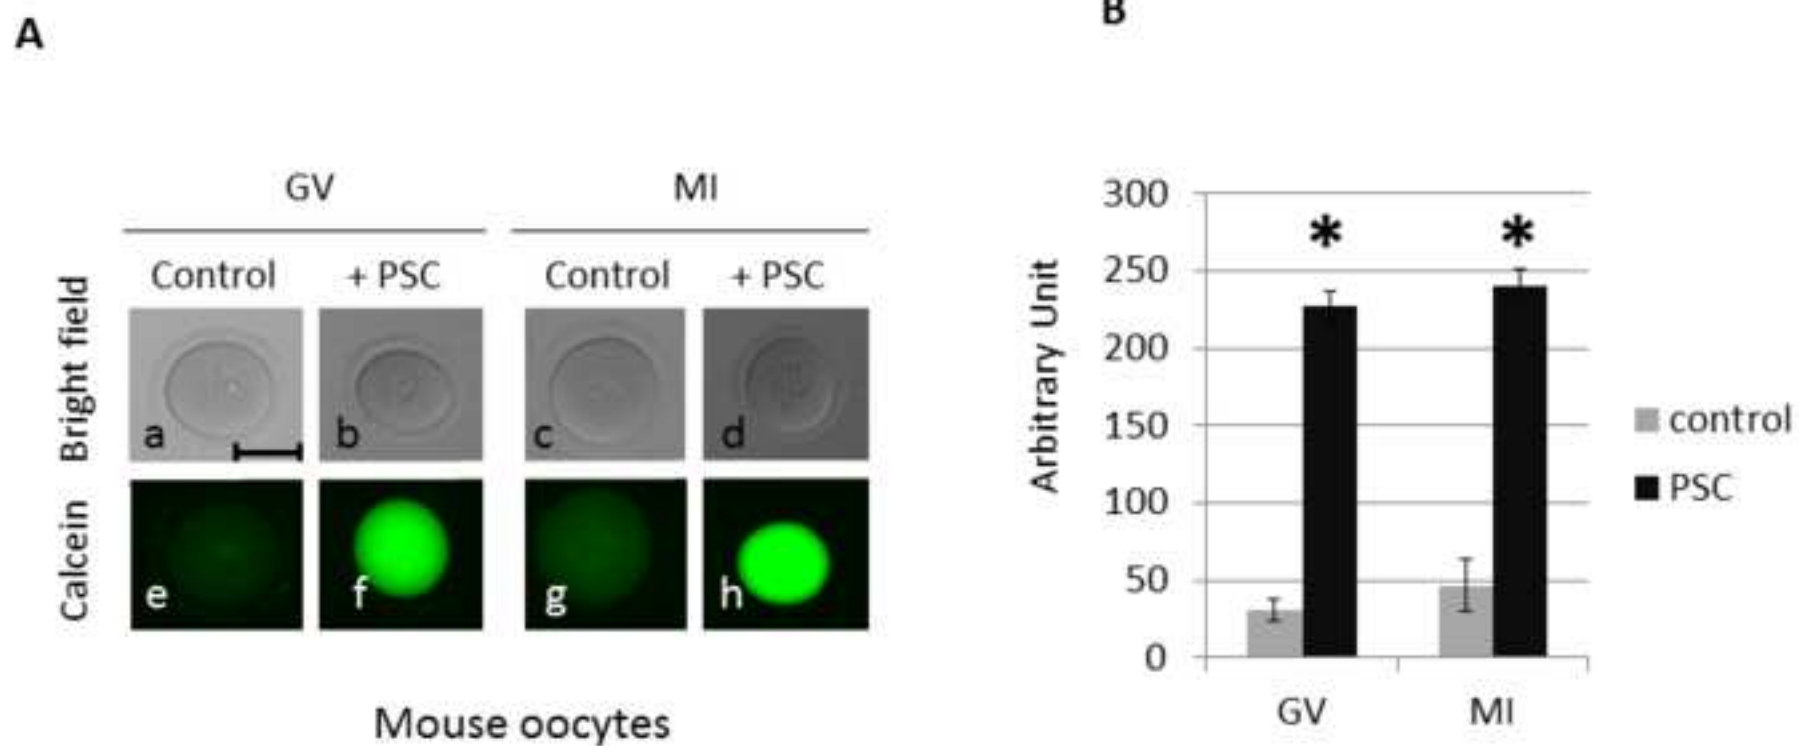 A
GV MI
Control + PSC Control + PSC
Bright field
a b c d
Calcein
e f g h
Mouse oocytes
B
300
250
200
150
100
50
0
Arbitrary Unit
* *
GV MI
control
PSC